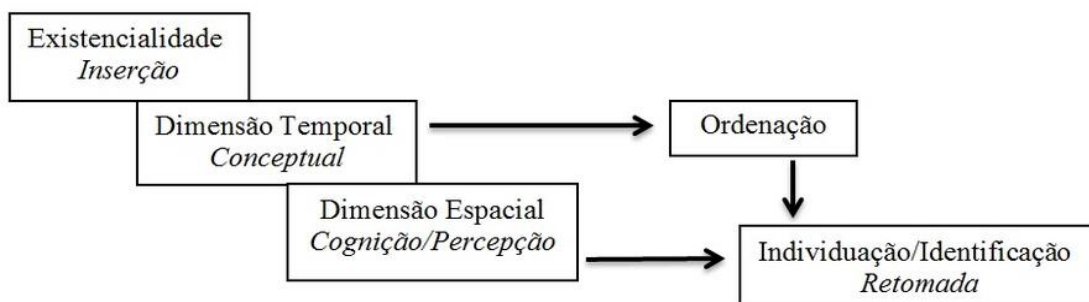 Existencialidade
Inserção
Dimensão Temporal
Conceptual
Ordenação
Dimensão Espacial
Cognição/Percepção
Individuação/Identificação
Retomada